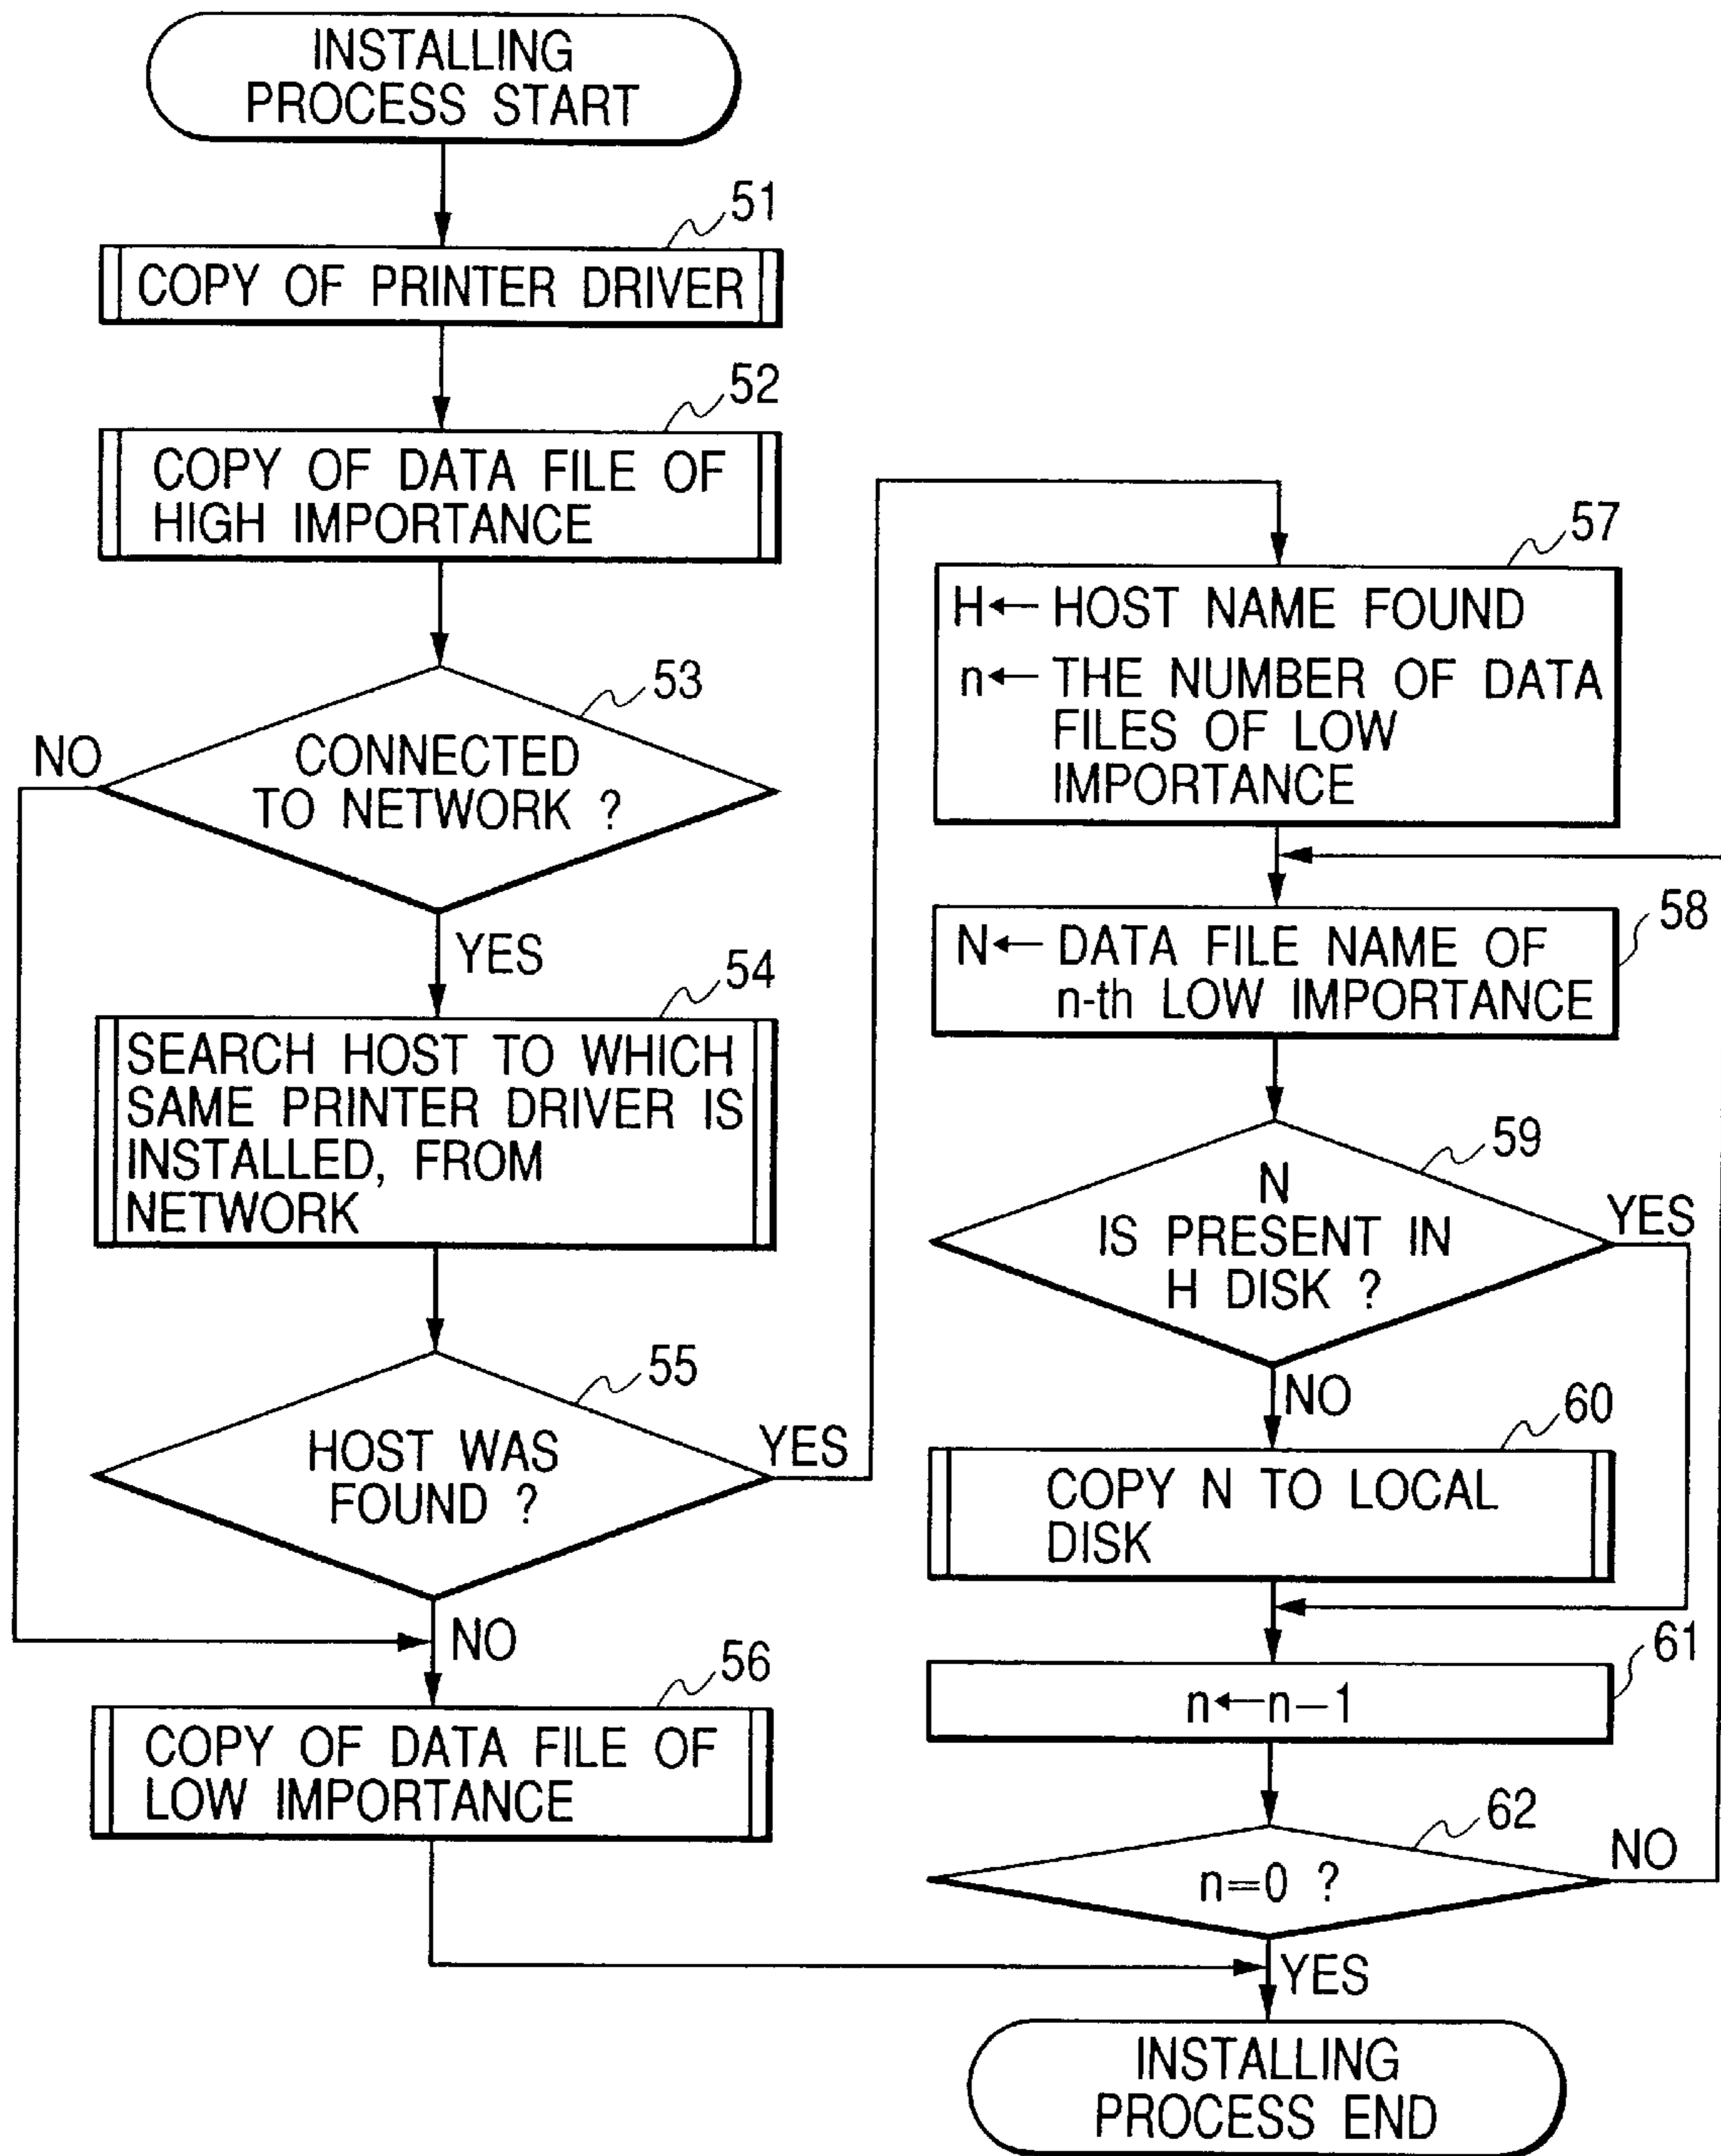 INSTALLING
PROCESS START
51
COPY OF PRINTER DRIVER
52
COPY OF DATA FILE OF
HIGH IMPORTANCE
53
CONNECTED
TO NETWORK ?
NO
YES
54
SEARCH HOST TO WHICH
SAME PRINTER DRIVER IS
INSTALLED, FROM
NETWORK
55
HOST WAS
FOUND ?
YES
NO
56
COPY OF DATA FILE OF
LOW IMPORTANCE
57
H← HOST NAME FOUND
n← THE NUMBER OF DATA
FILES OF LOW
IMPORTANCE
58
N← DATA FILE NAME OF
n-th LOW IMPORTANCE
59
N
IS PRESENT IN
H DISK ?
YES
NO
60
COPY N TO LOCAL
DISK
61
n←n−1
62
n=0 ?
NO
YES
INSTALLING
PROCESS END